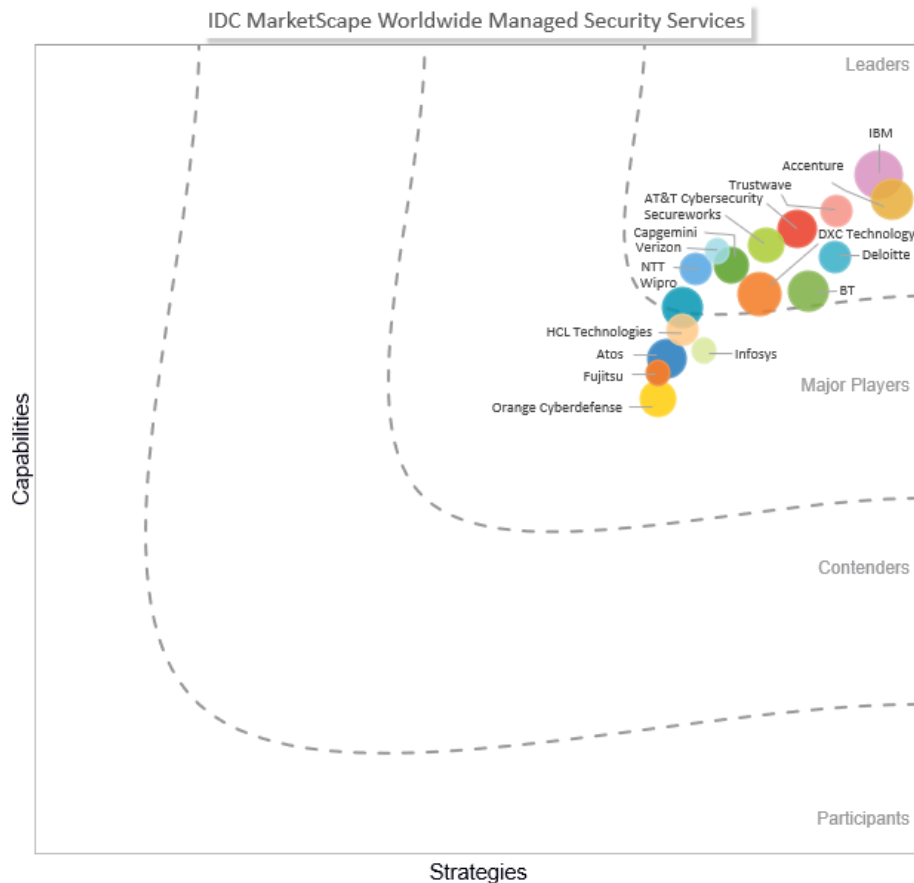 IDC MarketScape Worldwide Managed Security Services
Leaders
IBM
Accenture
Trustwave
AT&T Cybersecurity
Secureworks
Capgemini
DXC Technology
Verizon
Deloitte
NTT
Wipro
BT
HCL Technologies
Atos
Infosys
Fujitsu
Major Players
Orange Cyberdefense
Capabilities
Contenders
Participants
Strategies